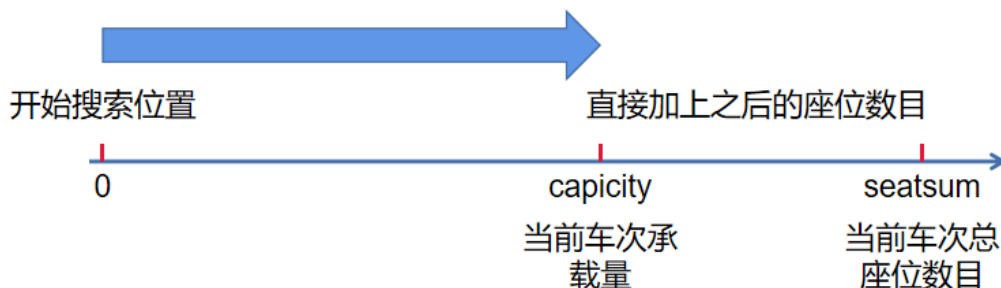 开始搜索位置
直接加上之后的座位数目
0
capicity
seatsum
当前车次承
载量
当前车次总
座位数目